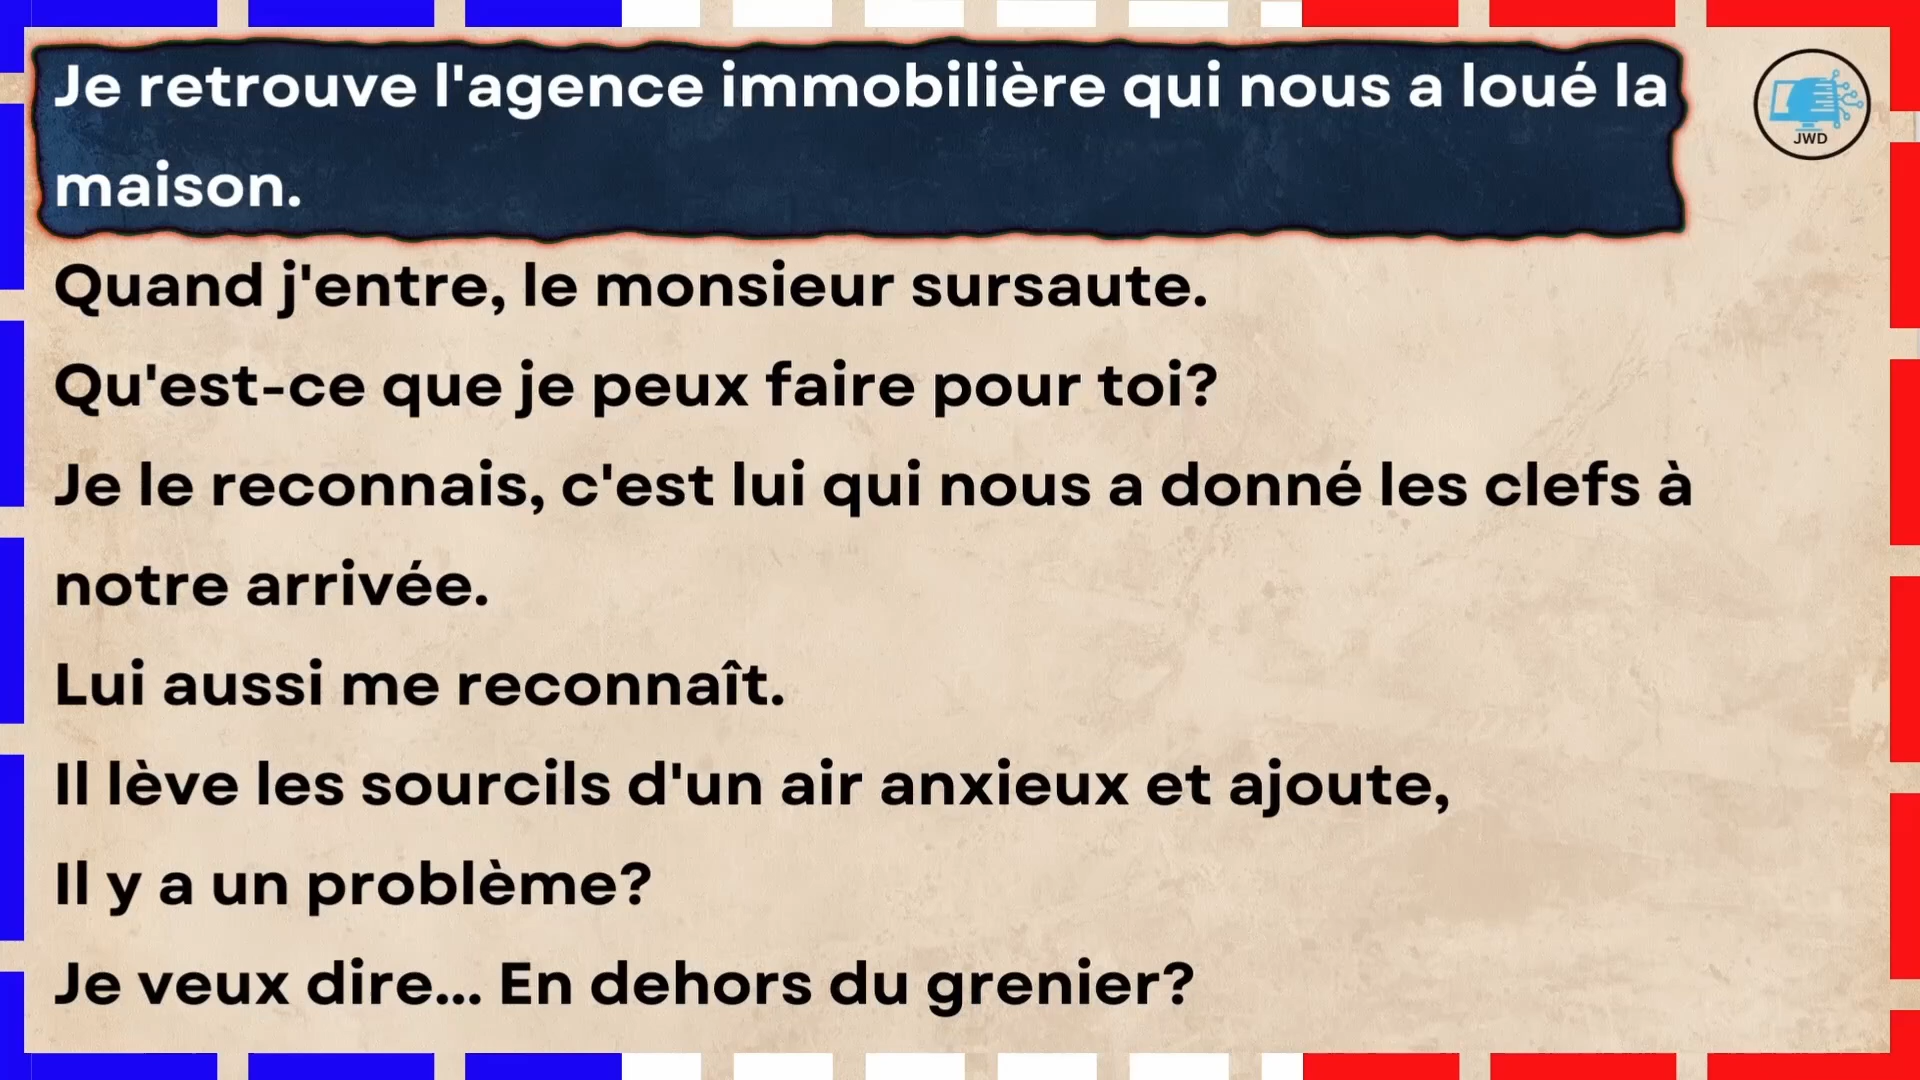 Je retrouve l'agence immobilière qui nous a loué la
maison.
JWD
Quand j'entre, le monsieur sursaute.
Qu'est-ce que je peux faire pour toi?
Je le reconnais, c'est lui qui nous a donné les clefs à
notre arrivée.
Lui aussi me reconnaît.
Il lève les sourcils d'un air anxieux et ajoute,
Il y a un problème?
Je veux dire... En dehors du grenier?